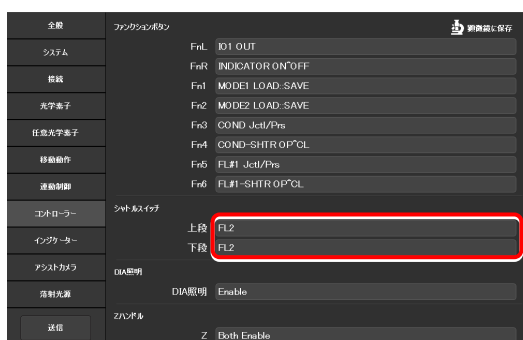 全般
システム
接続
光学素子
任意光学素子
移動動作
連動制御
コントローラー
インジケーター
アシストカメラ
落射光源
送信
ファンクションボタン
顕微鏡に保存
FnL IO1 OUT
FnR INDICATOR ON^OFF
Fn1 MODE1 LOAD::SAVE
Fn2 MODE2 LOAD::SAVE
Fn3 COND Jctl/Prs
Fn4 COND-SHTR OP^CL
Fn5 FL#1 Jctl/Prs
Fn6 FL#1-SHTR OP^CL
シャトルスイッチ
上段 FL2
下段 FL2
DIA照明
DIA照明 Enable
Zハンドル
Z Both Enable